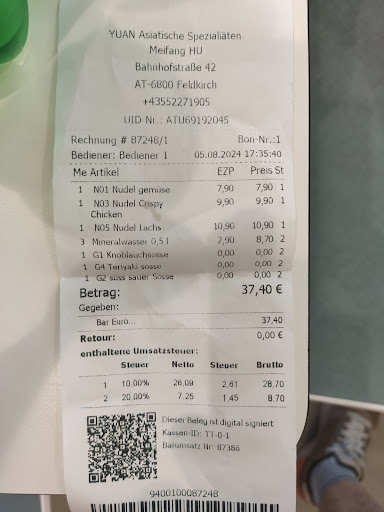 YUAN Asiatische Spezialiäten
Meifang HU
Bahnhofstraße 42
AT-6800 Feldkirch
+43552271905
UID-Nr.: ATU69192045
Rechnung # 87248/1 Bon-Nr.:1
Bediener: Bediener 1 05.08.2024 17:35:40
Me Artikel EZP Preis St
1 N01 Nudel gemüse 7,90 7,90 1
1 N03 Nudel Crispy 9,90 9,90 1
Chicken
1 N05 Nudel Lachs 10,90 10,90 1
3 Mineralwasser 0,5 l 2,90 8,70 2
1 G1 Knoblauchsosse 0,00 0,00 2
1 G4 Teriyaki sosse 0,00 0,00 2
1 G2 süss sauer Sosse 0,00 0,00 2
Betrag: 37,40 €
Gegeben:
Bar Euro... 37,40
Retour: 0,00 €
enthaltene Umsatzsteuer:
Steuer Netto Steuer Brutto
1 10.00% 26,09 2,61 28,70
2 20,00% 7,25 1,45 8,70
Dieser Beleg ist digital signiert
Kassen-ID: TT-0-1
Barumsatz Nr: 87386
9400100087248